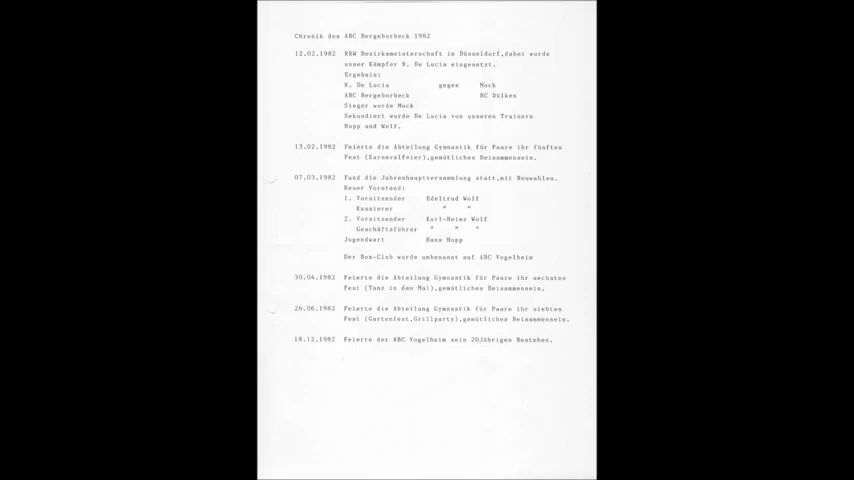 Chronik des ABC Bergeborbeck 1982
12.02.1982 RRW Bezirksmeisterschaft in Düsseldorf,dabei wurde
unser Kämpfer N. De Lucia eingesetzt.
Ergebnis:
N. De Lucia gegen Mock
ABC Bergeborbeck BC Dülken
Sieger wurde Mock
Sekundiert wurde De Lucia von unseren Trainern
Hopp und Wolf.
13.02.1982 Feierte die Abteilung Gymnastik für Paare ihr fünftes
Fest (Karnevalfeier),gemütliches Beisammensein.
07.03.1982 Fand die Jahreshauptversammlung statt,mit Neuwahlen.
Neuer Vorstand:
1. Vorsitzender Edeltrud Wolf
Kassierer " "
2. Vorsitzender Karl-Heinz Wolf
Geschäftsführer " " "
Jugendwart Hans Hopp
Der Box-Club wurde umbenannt auf ABC Vogelheim
30.04.1982 Feierte die Abteilung Gymnastik für Paare ihr sechstes
Fest (Tanz in den Mai),gemütliches Beisammensein.
26.06.1982 Feierte die Abteilung Gymnastik für Paare ihr siebtes
Fest (Gartenfest,Grillparty),gemütliches Beisammensein.
18.12.1982 Feierte der ABC Vogelheim sein 20Jähriges Bestehen.